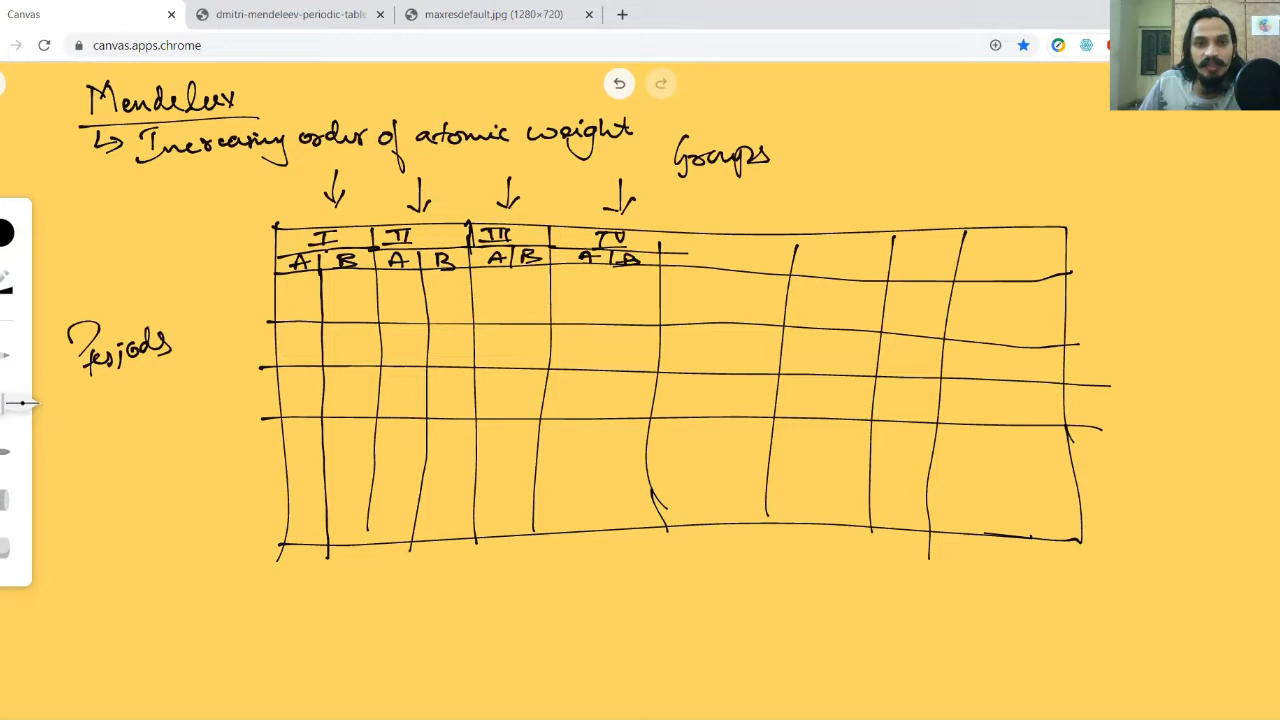 Canvas
dmitri-mendeleev-periodic-table
maxresdefault.jpg (1280×720)
canvas.apps.chrome
Mendeleev
↳ Increasing order of atomic weight
Groups
I II III IV
A B A B A B A B
Periods